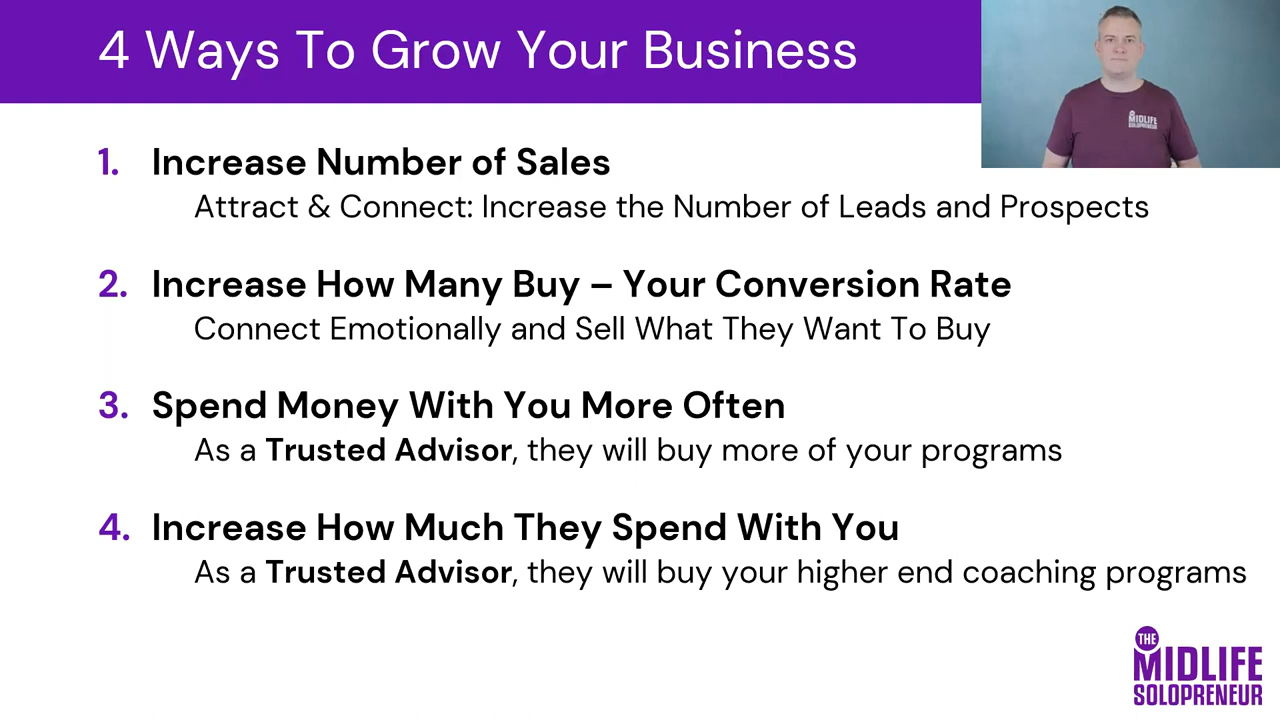 4 Ways To Grow Your Business
MIDLIFE
SOLOPRENEUR
1. Increase Number of Sales
Attract & Connect: Increase the Number of Leads and Prospects
2. Increase How Many Buy – Your Conversion Rate
Connect Emotionally and Sell What They Want To Buy
3. Spend Money With You More Often
As a Trusted Advisor, they will buy more of your programs
4. Increase How Much They Spend With You
As a Trusted Advisor, they will buy your higher end coaching programs
THE
MIDLIFE
SOLOPRENEUR